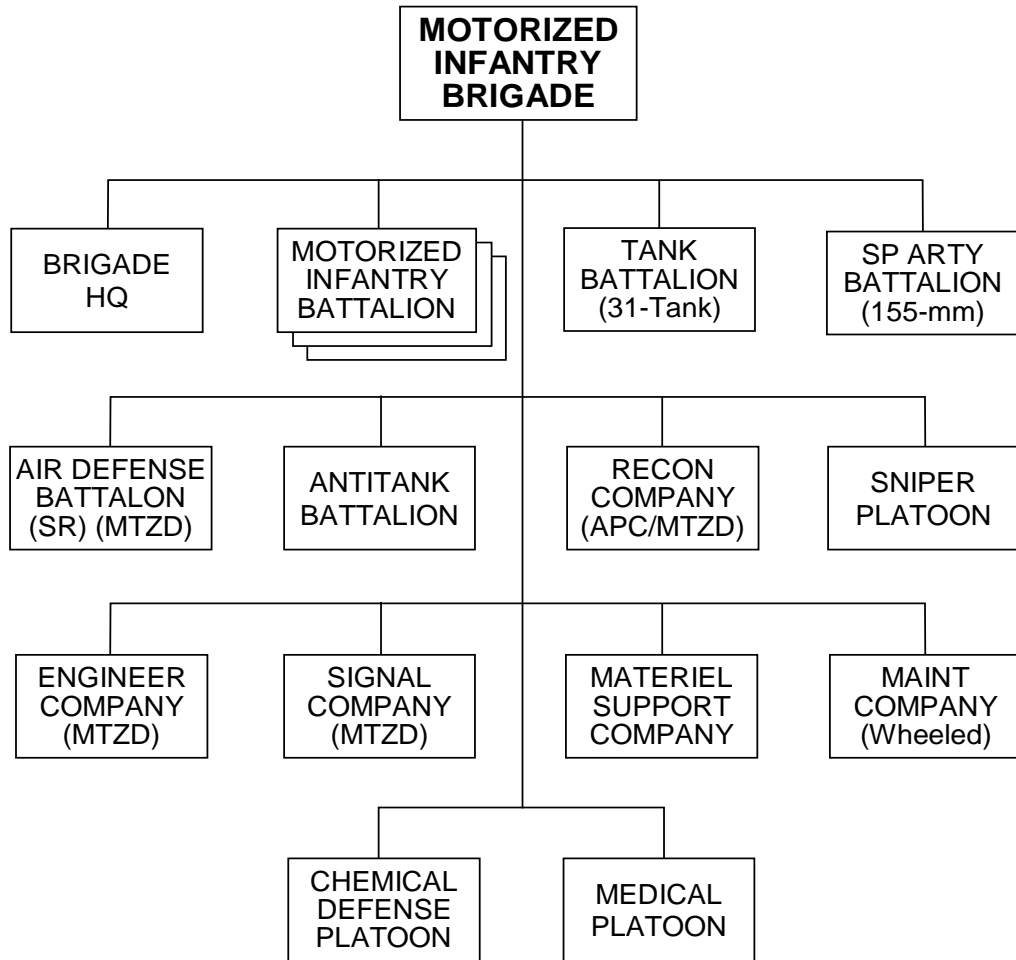 MOTORIZED
INFANTRY
BRIGADE
BRIGADE
HQ
MOTORIZED
INFANTRY
BATTALION
TANK
BATTALION
(31-Tank)
SP ARTY
BATTALION
(155-mm)
AIR DEFENSE
BATTALON
(SR) (MTZD)
ANTITANK
BATTALION
RECON
COMPANY
(APC/MTZD)
SNIPER
PLATOON
ENGINEER
COMPANY
(MTZD)
SIGNAL
COMPANY
(MTZD)
MATERIEL
SUPPORT
COMPANY
MAINT
COMPANY
(Wheeled)
CHEMICAL
DEFENSE
PLATOON
MEDICAL
PLATOON